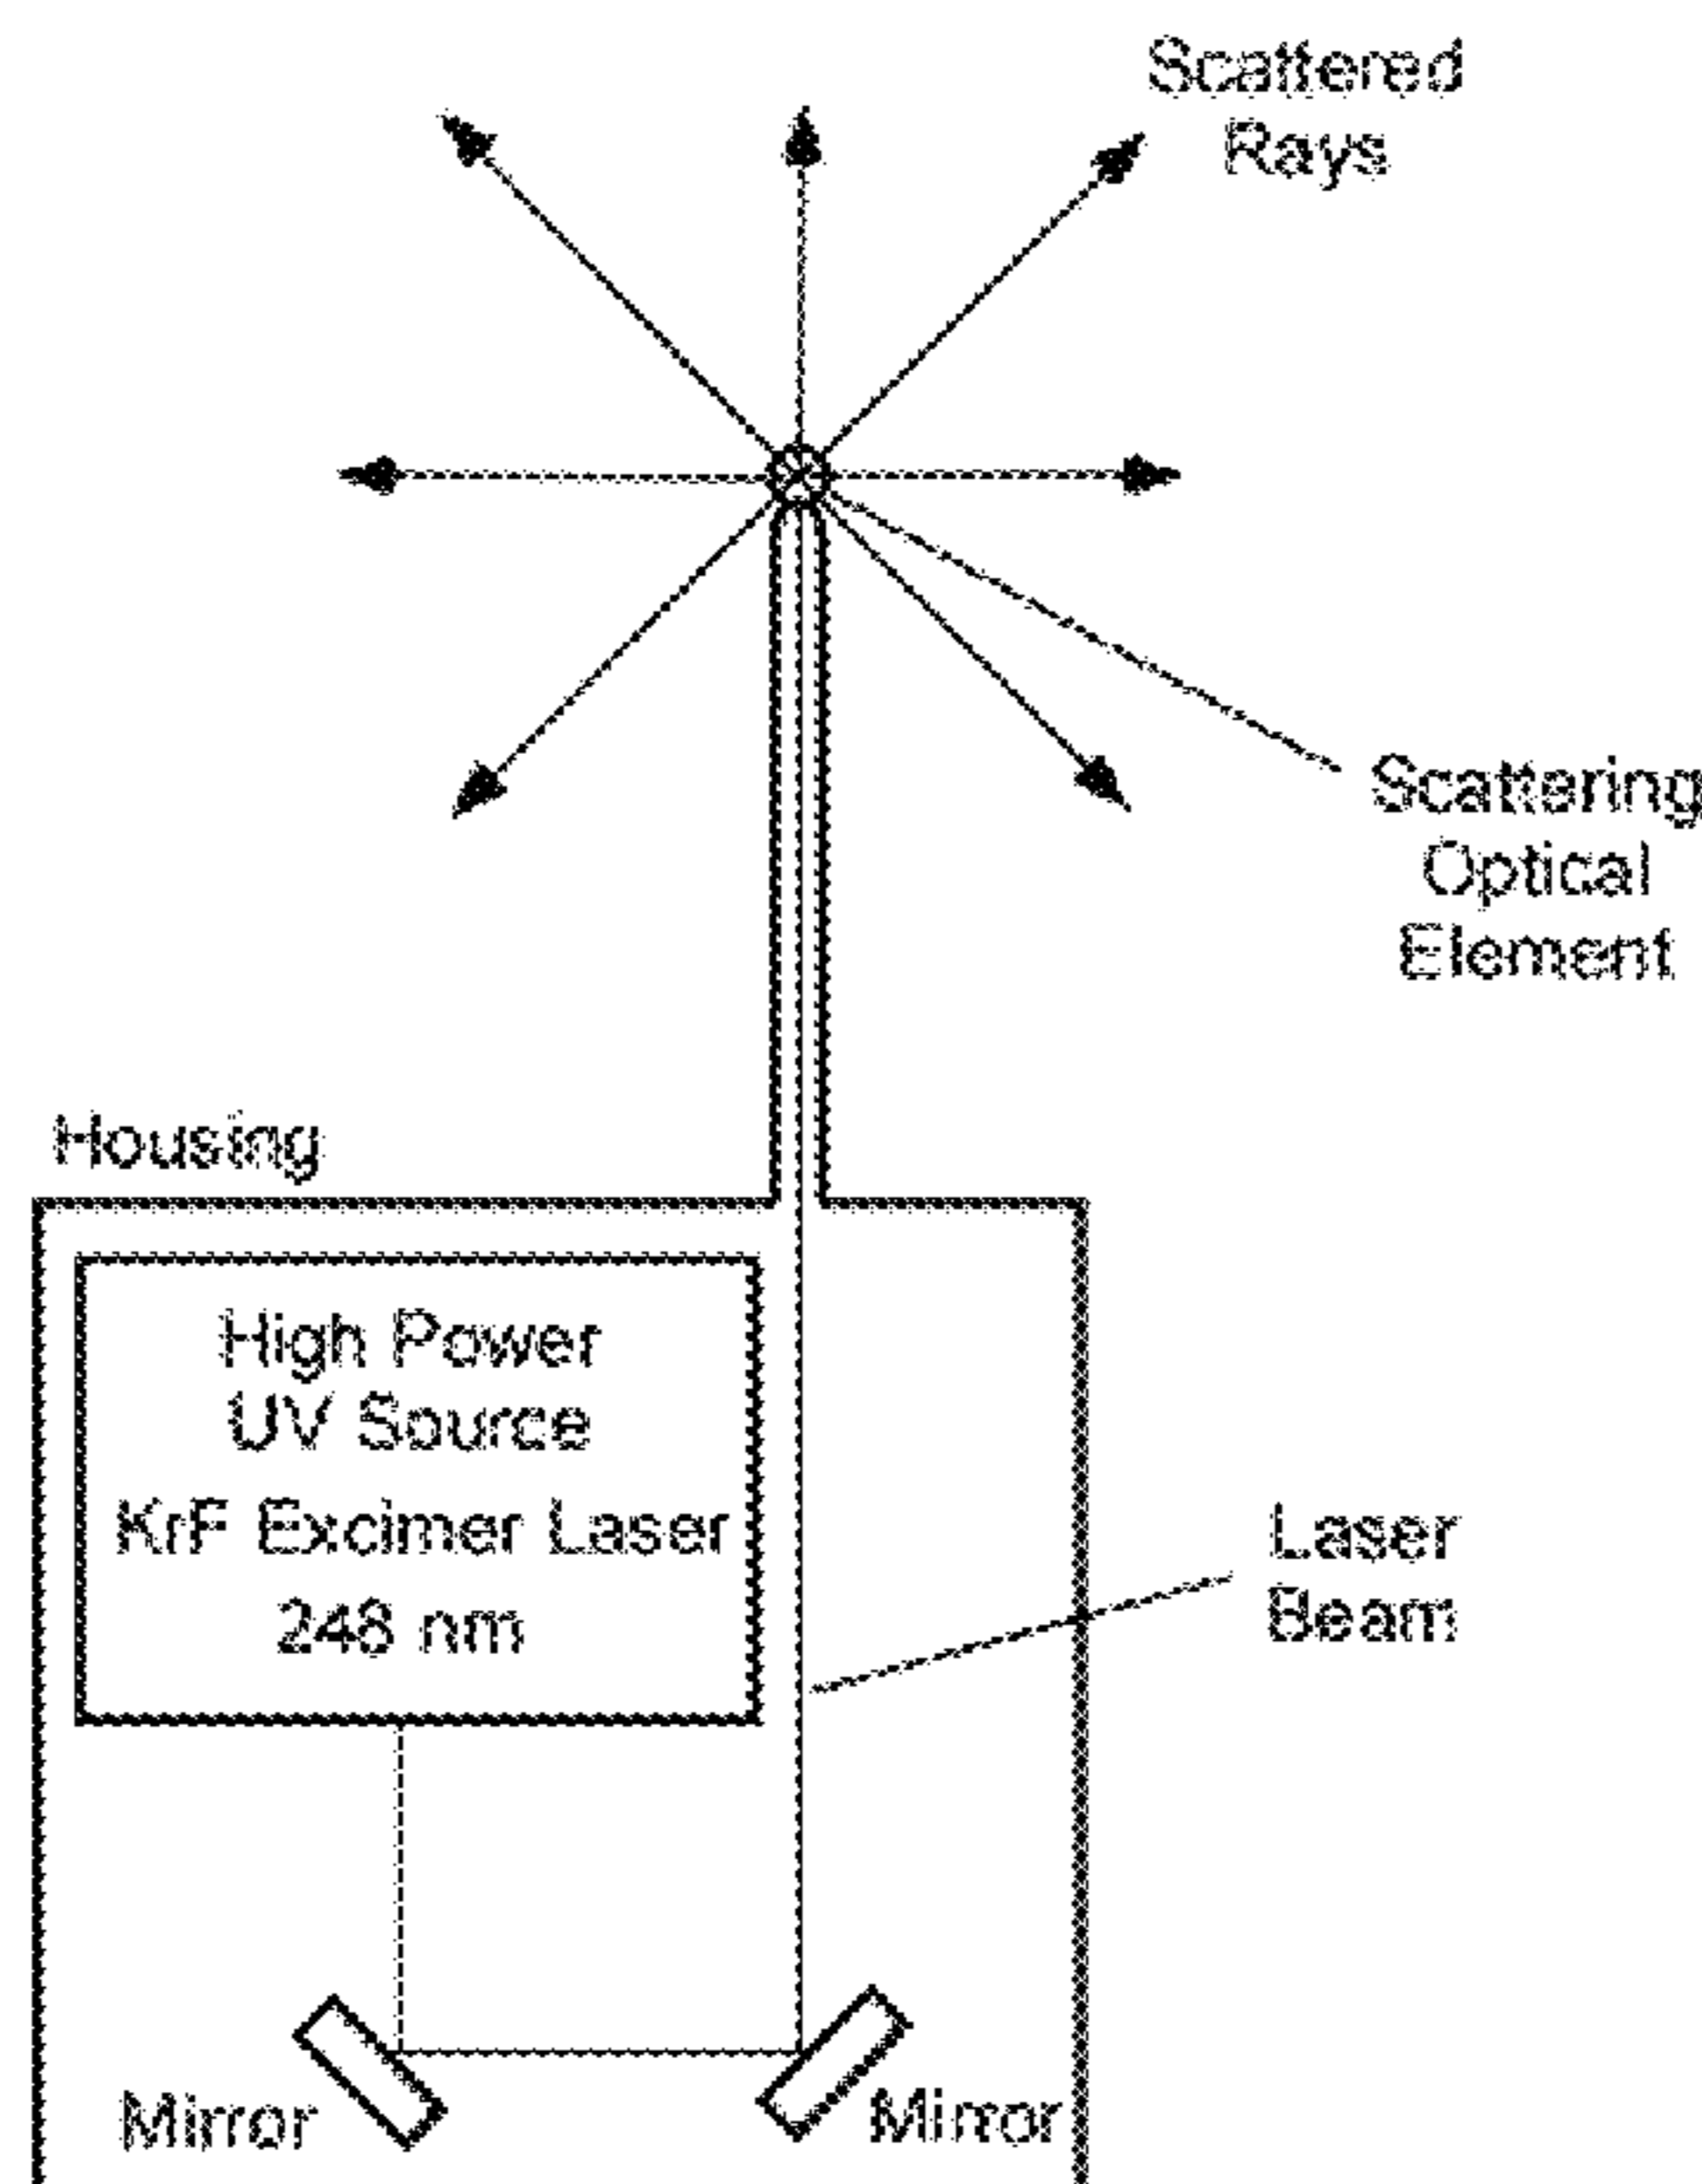 Scattered
Rays
Scattering
Optical
Element
Housing
High Power
UV Source
KrF Excimer Laser
248 nm
Laser
Beam
Mirror
Mirror